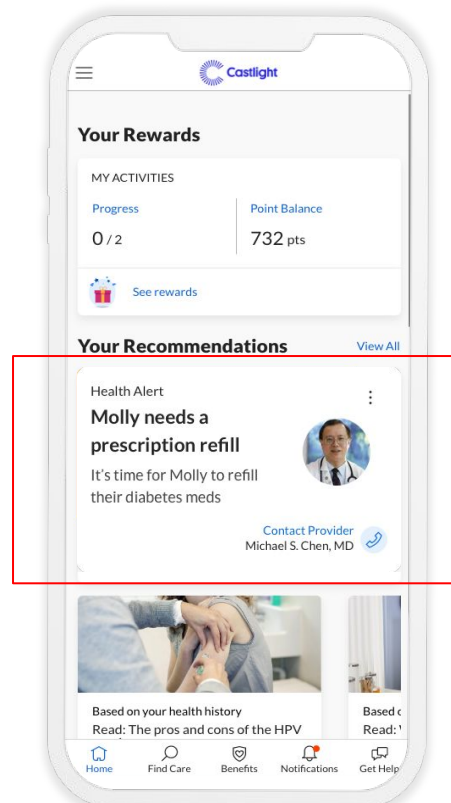 Castlight
Your Rewards
MY ACTIVITIES
Progress
Point Balance
0 / 2
732 pts
See rewards
Your Recommendations
View All
Health Alert
Molly needs a
prescription refill
It's time for Molly to refill
their diabetes meds
Contact Provider
Michael S. Chen, MD
Based on your health history
Read: The pros and cons of the HPV
Based
Read:
Home
Find Care
Benefits
Notifications
Get Help